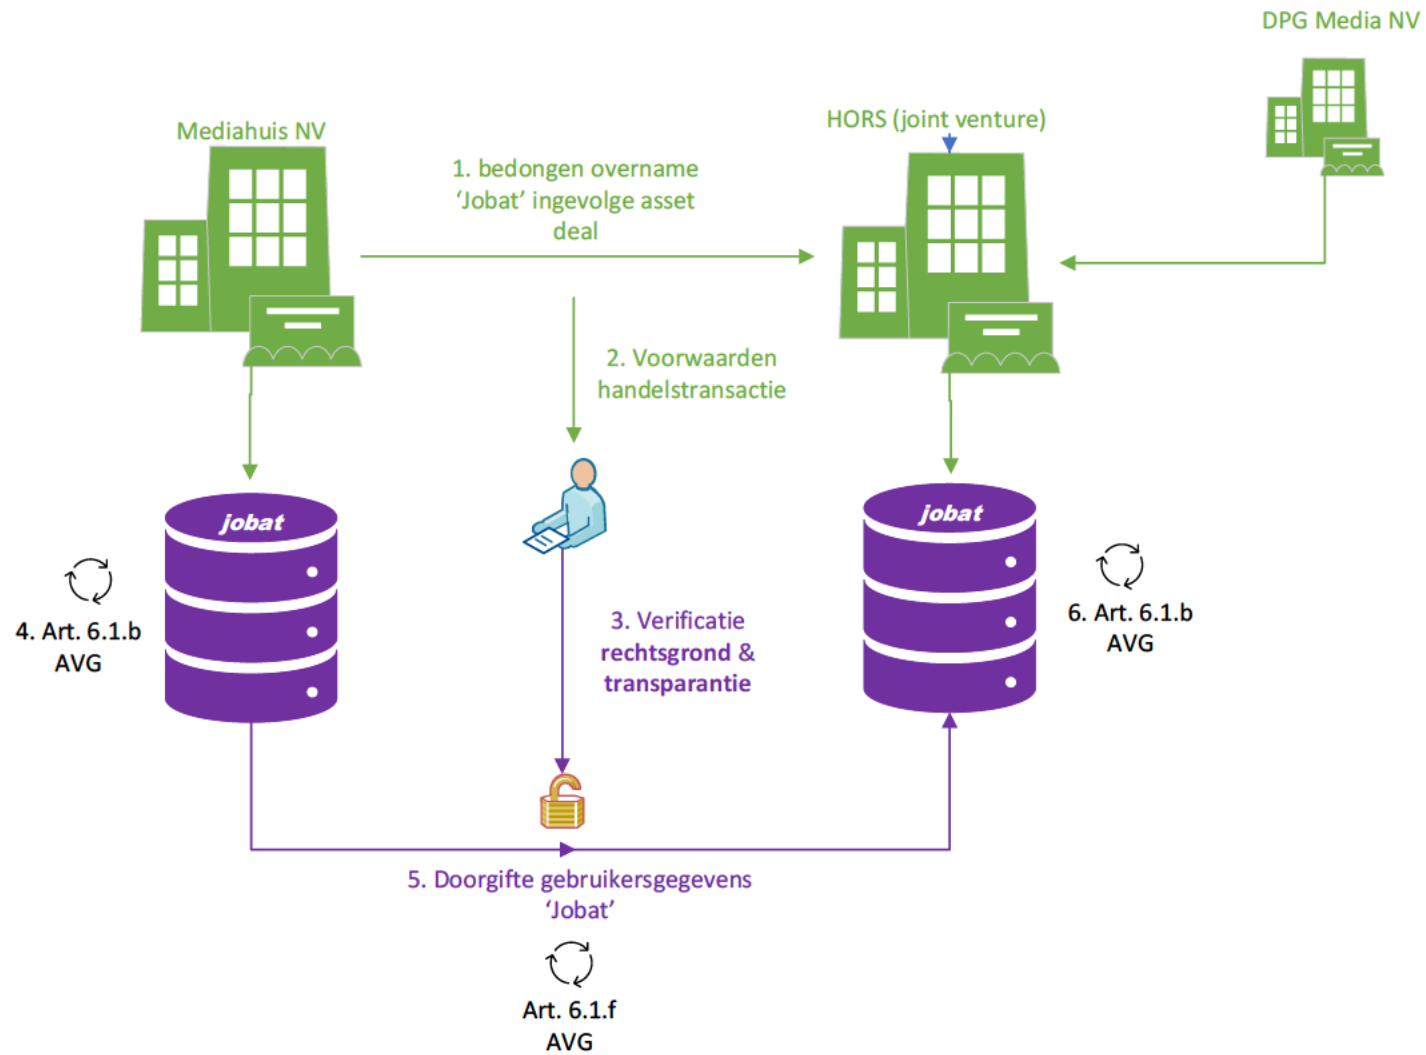 DPG Media NV
Mediahuis NV
HORS (joint venture)
1. bedongen overname
‘Jobat’ ingevolge asset
deal
2. Voorwaarden
handelstransactie
jobat
jobat
4. Art. 6.1.b
AVG
3. Verificatie
rechtsgrond &
transparantie
6. Art. 6.1.b
AVG
5. Doorgifte gebruikersgegevens
‘Jobat’
Art. 6.1.f
AVG